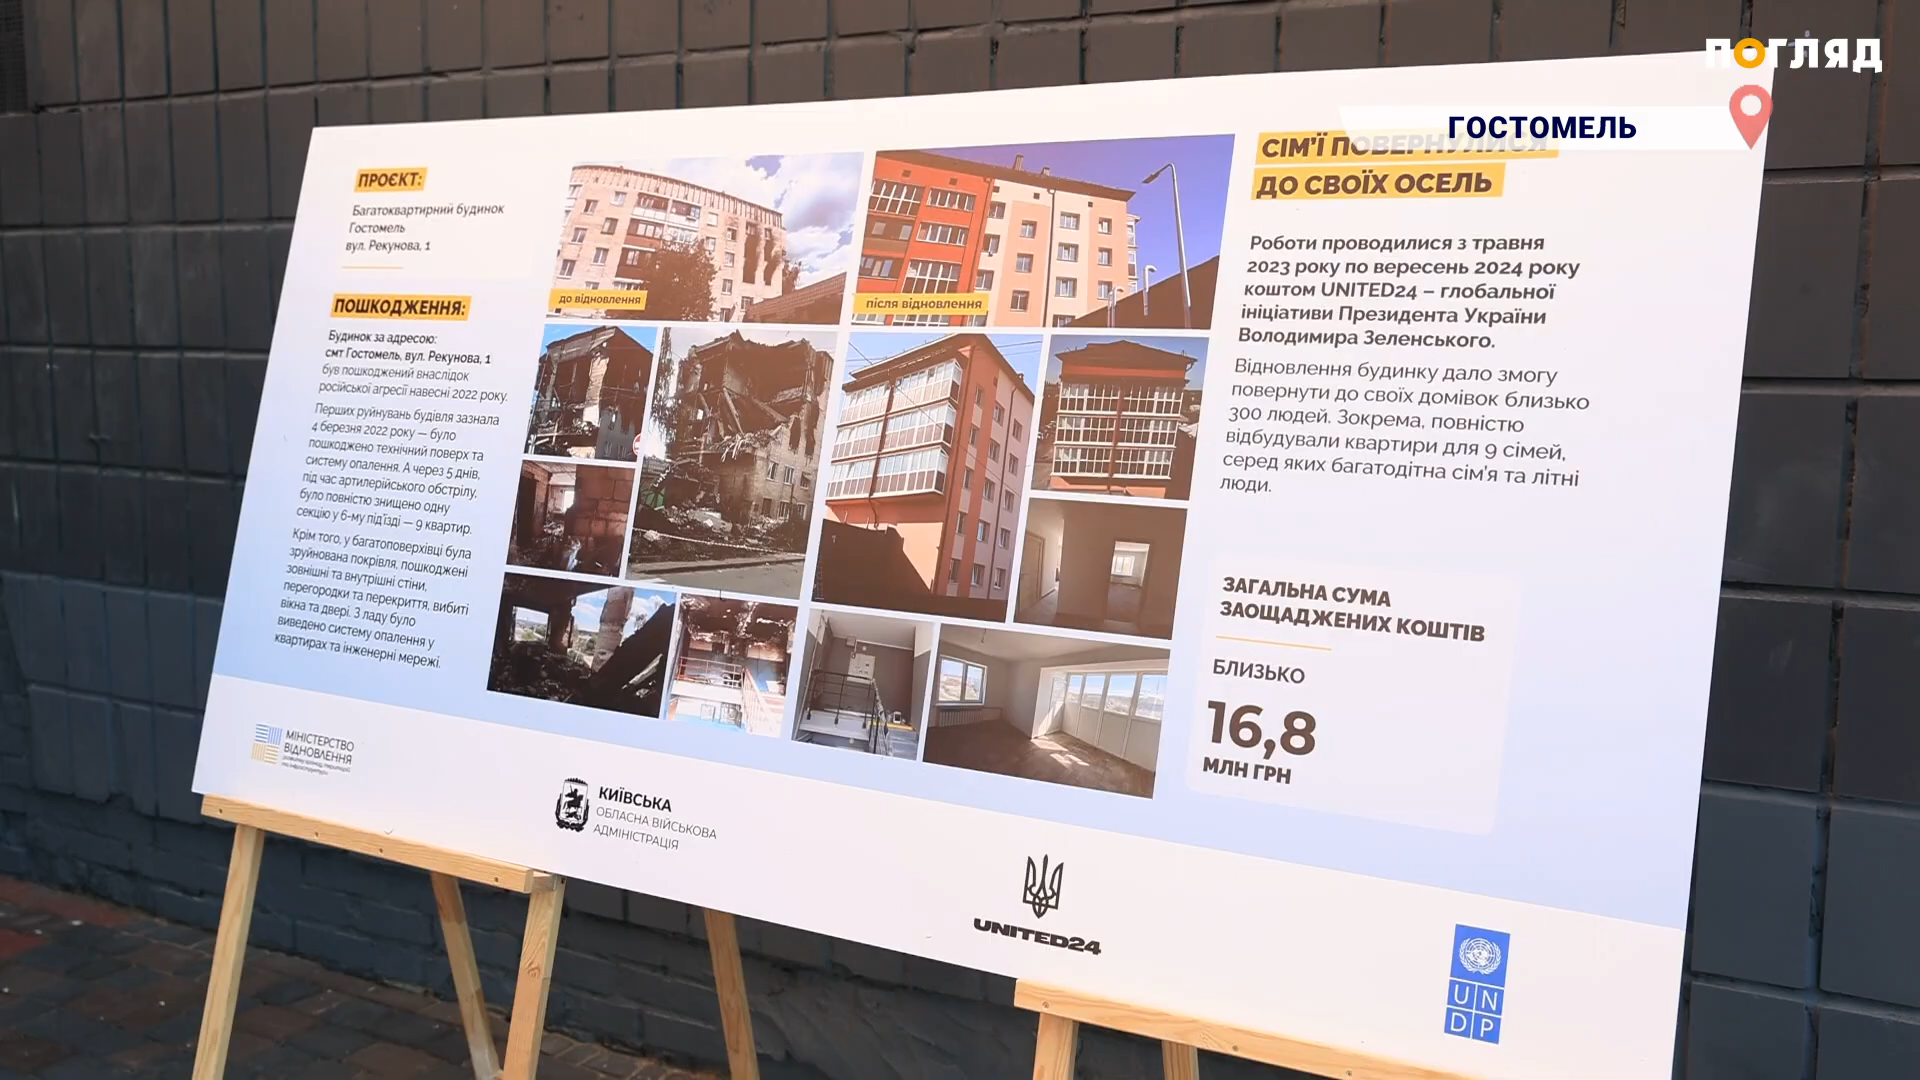 ПОГЛЯД
ГОСТОМЕЛЬ
ПРОЄКТ:
Багатоквартирний будинок
Гостомель
вул. Рекунова, 1
ПОШКОДЖЕННЯ:
Будинок за адресою:
смт Гостомель, вул. Рекунова, 1
був пошкоджений внаслідок
російської агресії навесні 2022 року.
Перших руйнувань будівля зазнала
4 березня 2022 року — було
пошкоджено технічний поверх та
систему опалення. А через 5 днів,
під час артилерійського обстрілу,
було повністю знищено одну
секцію у 6-му під'їзді — 9 квартир.
Крім того, у багатоповерхівці була
зруйнована покрівля, пошкоджені
зовнішні та внутрішні стіни,
перегородки та перекриття, вибиті
вікна та двері. З ладу було
виведено систему опалення у
квартирах та інженерні мережі.
до відновлення
після відновлення
СІМ'Ї ПОВЕРНУЛИСЯ
ДО СВОЇХ ОСЕЛЬ
Роботи проводилися з травня
2023 року по вересень 2024 року
коштом UNITED24 – глобальної
ініціативи Президента України
Володимира Зеленського.
Відновлення будинку дало змогу
повернути до своїх домівок близько
300 людей. Зокрема, повністю
відбудували квартири для 9 сімей,
серед яких багатодітна сім'я та літні
люди.
ЗАГАЛЬНА СУМА
ЗАОЩАДЖЕНИХ КОШТІВ
БЛИЗЬКО
16,8
МЛН ГРН
МІНІСТЕРСТВО
ВІДНОВЛЕННЯ
розвитку громад, територій
та інфраструктури
КИЇВСЬКА
ОБЛАСНА ВІЙСЬКОВА
АДМІНІСТРАЦІЯ
UNITED24
UN
DP